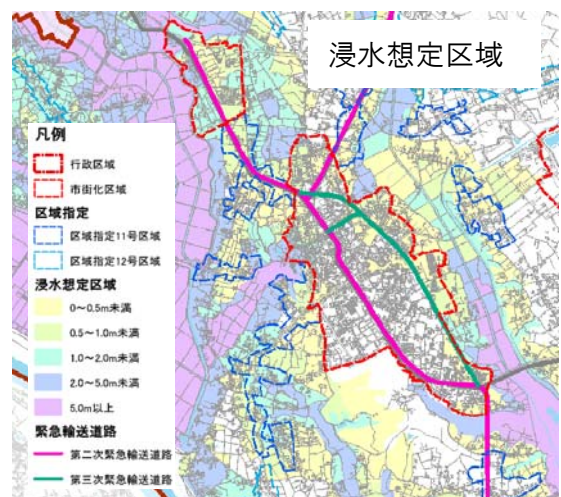 浸水想定区域
凡例
行政区域
市街化区域
区域指定
区域指定11号区域
区域指定12号区域
浸水想定区域
0～0.5m未満
0.5～1.0m未満
1.0～2.0m未満
2.0～5.0m未満
5.0m以上
緊急輸送道路
第二次緊急輸送道路
第三次緊急輸送道路